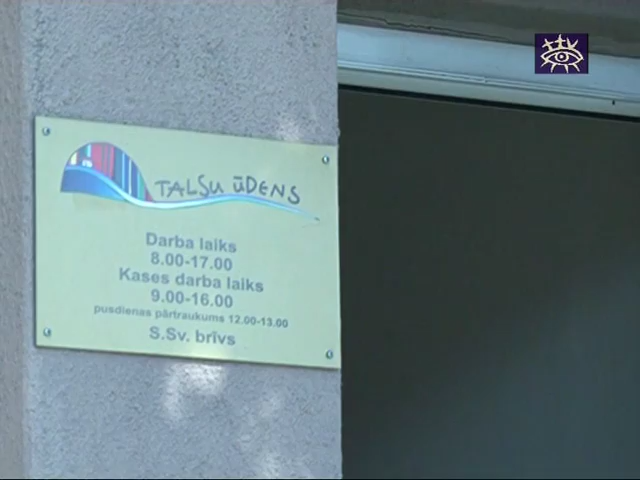 TALSU ŪDENS
Darba laiks
8.00-17.00
Kases darba laiks
9.00-16.00
pusdienas pārtraukums 12.00-13.00
S.Sv. brīvs